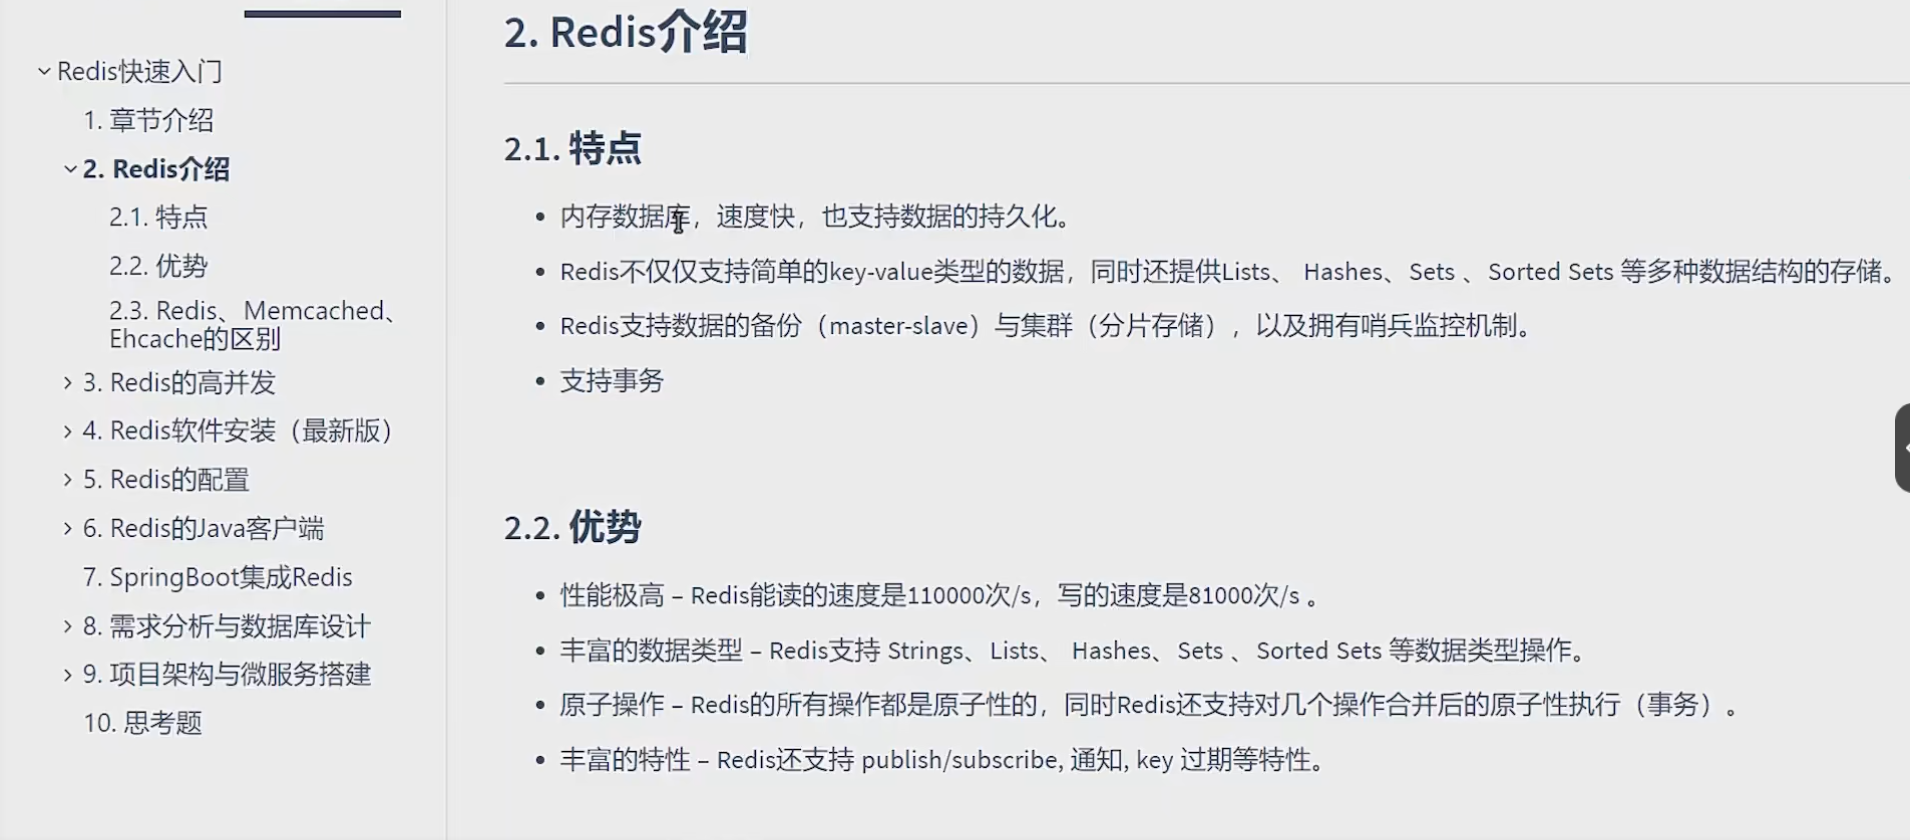 Redis快速入门
1. 章节介绍
2. Redis介绍
2.1. 特点
2.2. 优势
2.3. Redis、Memcached、
Ehcache的区别
3. Redis的高并发
4. Redis软件安装（最新版）
5. Redis的配置
6. Redis的Java客户端
7. SpringBoot集成Redis
8. 需求分析与数据库设计
9. 项目架构与微服务搭建
10. 思考题
2. Redis介绍
2.1. 特点
• 内存数据库，速度快，也支持数据的持久化。
• Redis不仅仅支持简单的key-value类型的数据，同时还提供Lists、 Hashes、Sets 、Sorted Sets 等多种数据结构的存储。
• Redis支持数据的备份（master-slave）与集群（分片存储），以及拥有哨兵监控机制。
• 支持事务
2.2. 优势
• 性能极高 – Redis能读的速度是110000次/s，写的速度是81000次/s 。
• 丰富的数据类型 – Redis支持 Strings、Lists、 Hashes、Sets 、Sorted Sets 等数据类型操作。
• 原子操作 – Redis的所有操作都是原子性的，同时Redis还支持对几个操作合并后的原子性执行（事务）。
• 丰富的特性 – Redis还支持 publish/subscribe, 通知, key 过期等特性。